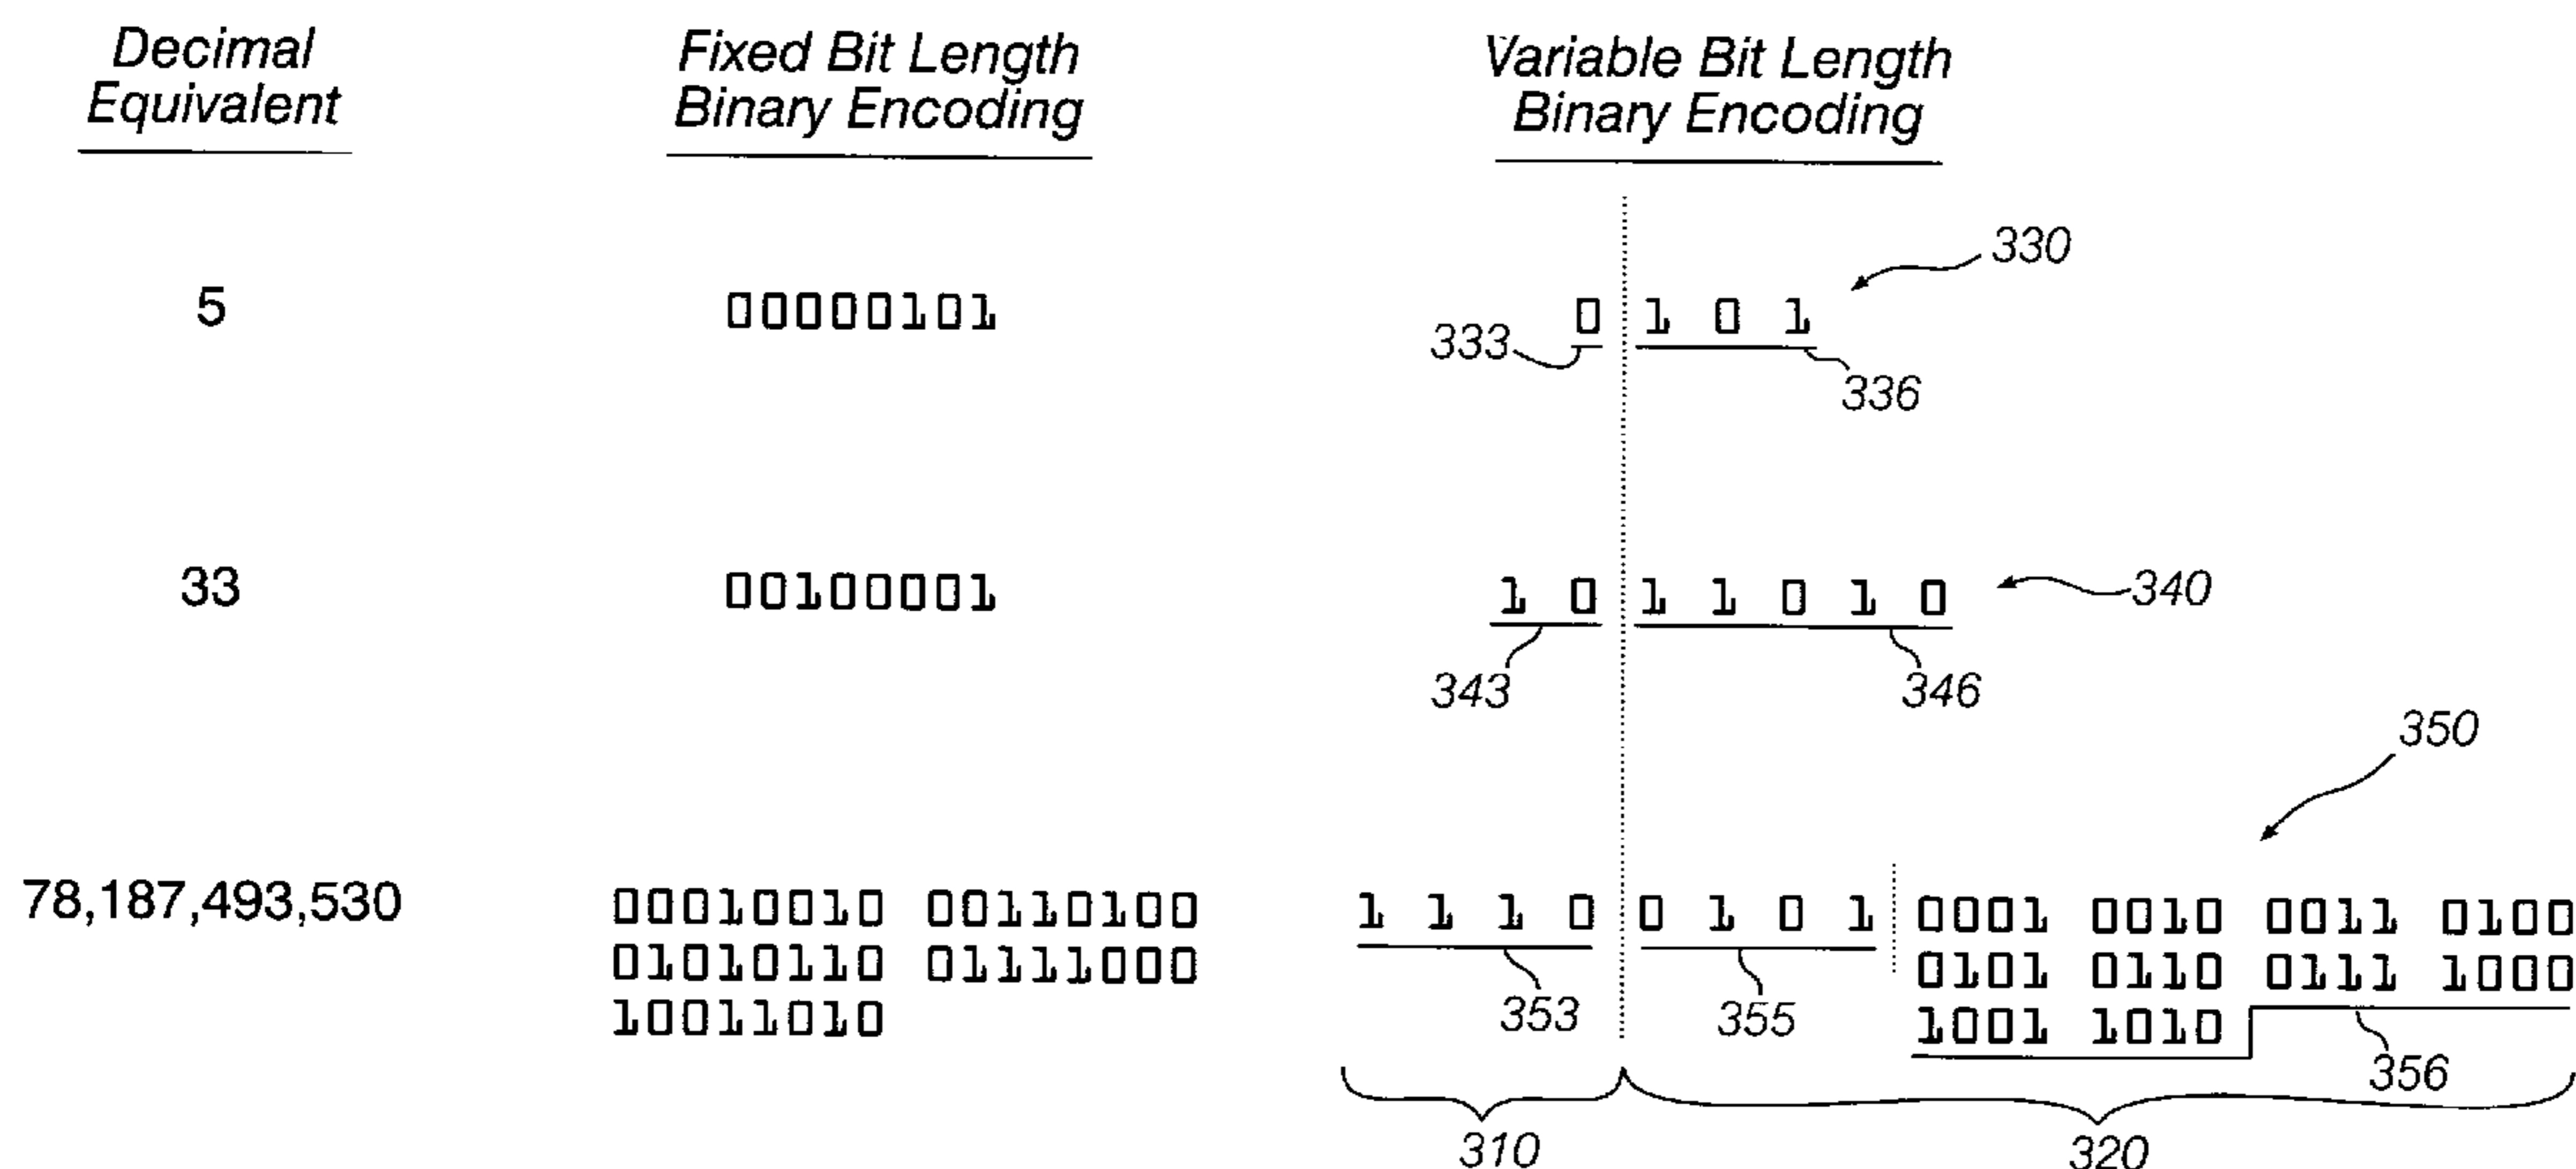 Decimal
Equivalent
Fixed Bit Length
Binary Encoding
Variable Bit Length
Binary Encoding
330
5
00000101
0 1 0 1
333
336
33
00100001
1 0 1 1 0 1 0
340
343
346
350
78,187,493,530
00010010 00110100
01010110 01111000
10011010
1 1 1 0 0 1 0 1
0001 0010 0011 0100
0101 0110 0111 1000
1001 1010
353
355
356
310
320